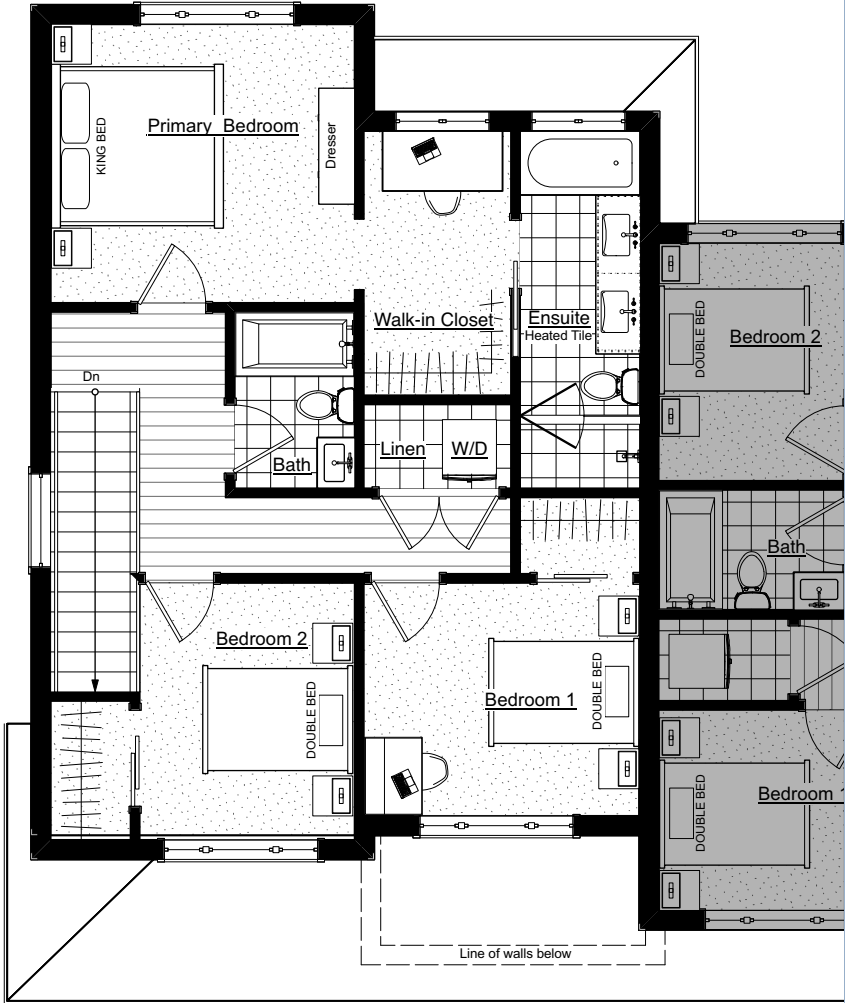 Primary Bedroom
KING BED
Dresser
Walk-in Closet
Ensuite
Heated Tile
Bedroom 2
DOUBLE BED
Dn
Bath
Linen
W/D
Bath
Bedroom 2
DOUBLE BED
Bedroom 1
DOUBLE BED
Bedroom
DOUBLE BED
Line of walls below